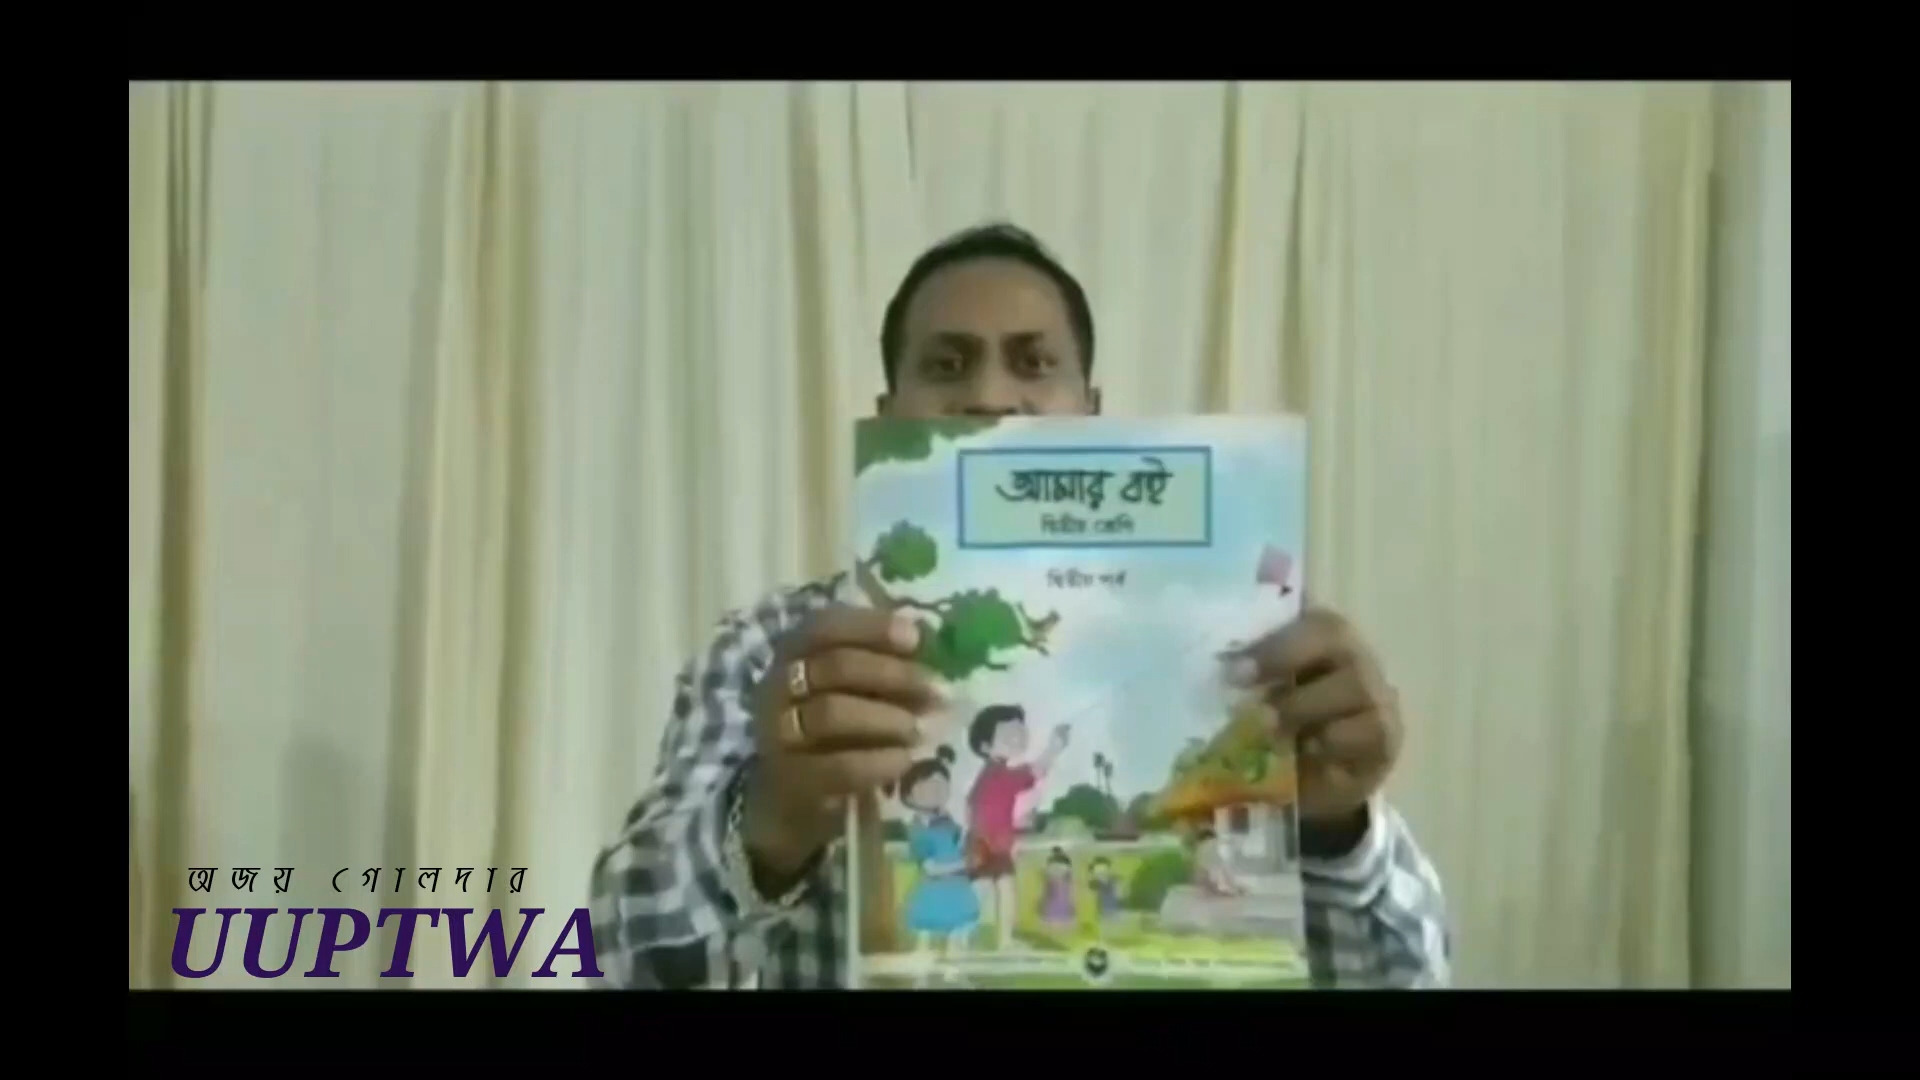 আমার বই
দ্বিতীয় শ্রেণি
দ্বিতীয় পর্ব
অজয় গোলদার
UUPTWA